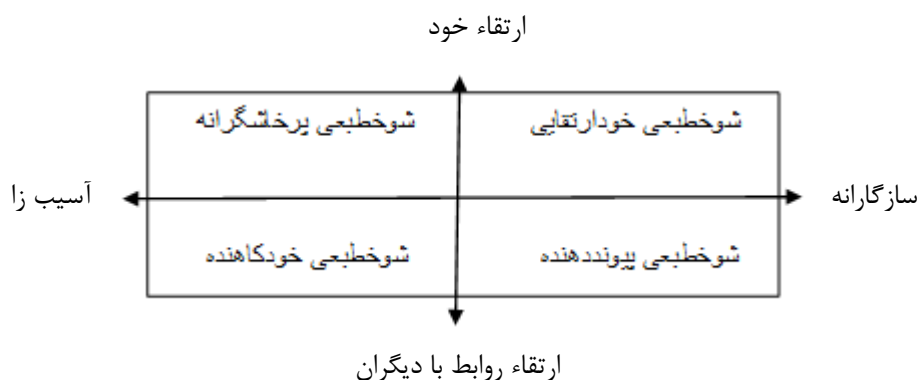 ارتقاء خود
شوخطبعی خودارتقایی
شوخطبعی پرخاشگرانه
سازگارانه
آسیب زا
شوخطبعی پیونددهنده
شوخطبعی خودکاهنده
ارتقاء روابط با دیگران